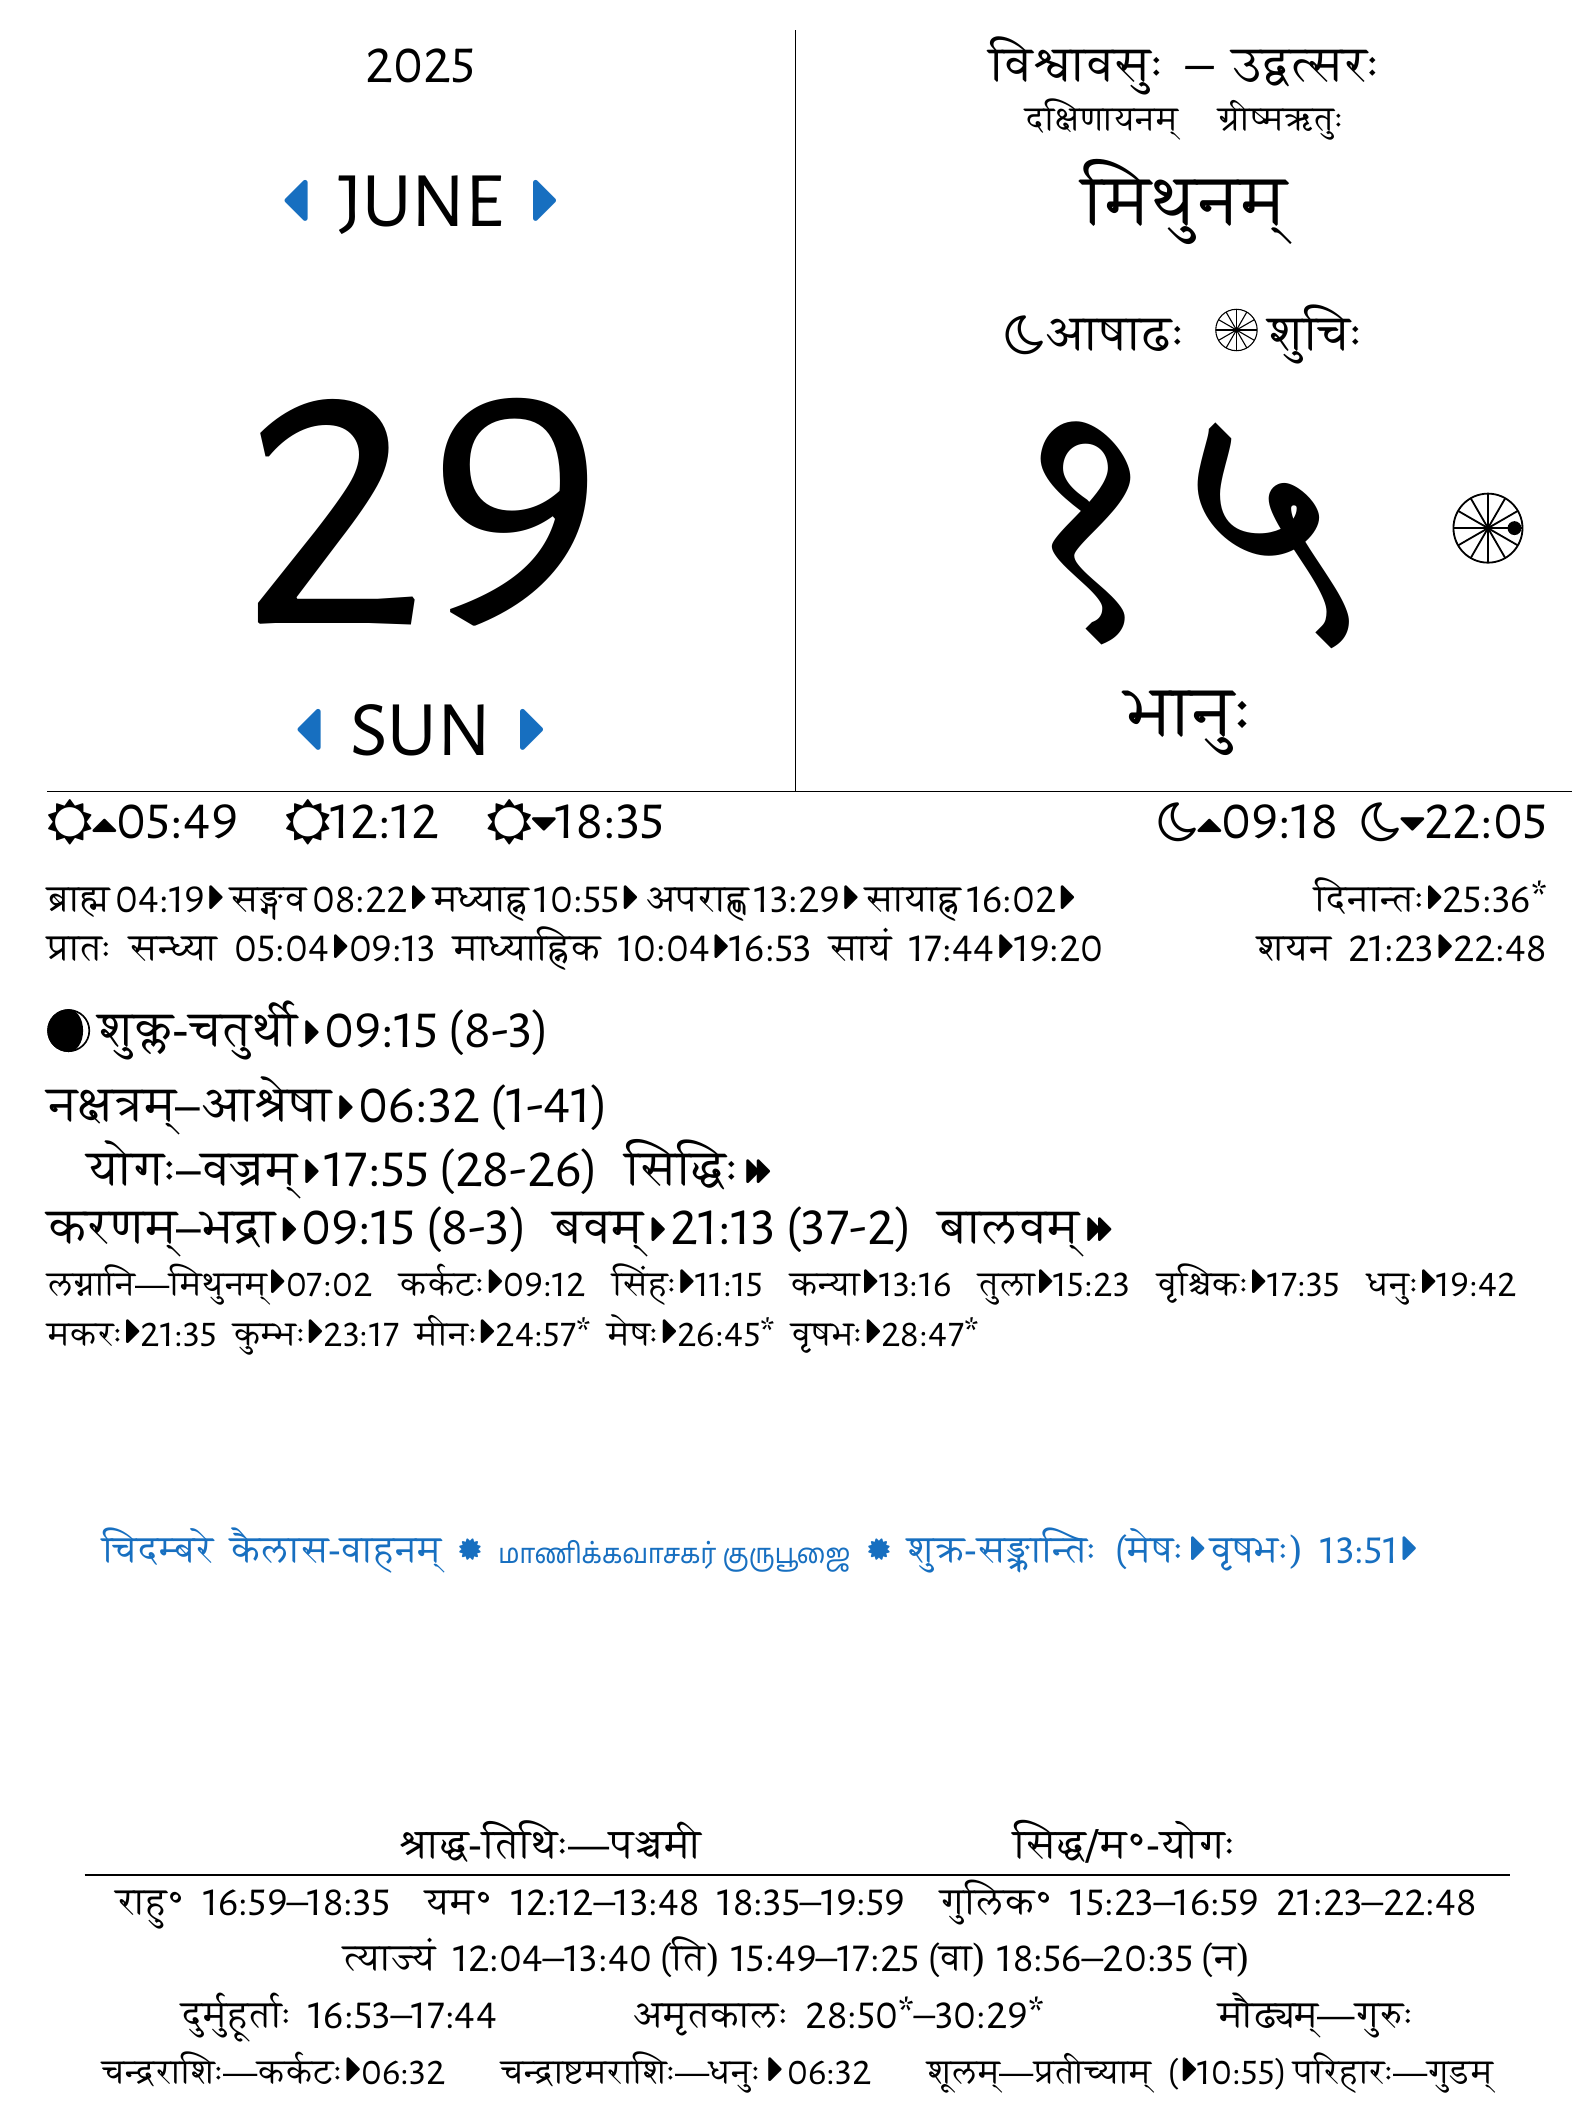 2025
JUNE
29
SUN
विश्वावसुः – उद्वत्सरः
दक्षिणायनम् ग्रीष्मऋतुः
मिथुनम्
आषाढः शुचिः
१५
भानुः
05:49 12:12 18:35 09:18 22:05
ब्राह्म 04:19 सङ्गव 08:22 मध्याह्न 10:55 अपराह्ण 13:29 सायाह्न 16:02 दिनान्तः 25:36*
प्रातः सन्ध्या 05:04 09:13 माध्याह्निक 10:04 16:53 सायं 17:44 19:20 शयन 21:23 22:48
शुक्ल-चतुर्थी 09:15 (8-3)
नक्षत्रम्–आश्रेषा 06:32 (1-41)
योगः–वज्रम् 17:55 (28-26) सिद्धिः
करणम्–भद्रा 09:15 (8-3) बवम् 21:13 (37-2) बालवम्
लग्नानि—मिथुनम् 07:02 कर्कटः 09:12 सिंहः 11:15 कन्या 13:16 तुला 15:23 वृश्चिकः 17:35 धनुः 19:42
मकरः 21:35 कुम्भः 23:17 मीनः 24:57* मेषः 26:45* वृषभः 28:47*
चिदम्बरे कैलास-वाहनम् ✹ மாணிக்கவாசகர் குருபூஜை ✹ शुक्र-सङ्क्रान्तिः (मेषः वृषभः) 13:51
श्राद्ध-तिथिः—पञ्चमी सिद्ध/म॰-योगः
राहु॰ 16:59–18:35 यम॰ 12:12–13:48 18:35–19:59 गुलिक॰ 15:23–16:59 21:23–22:48
त्याज्यं 12:04–13:40 (ति) 15:49–17:25 (वा) 18:56–20:35 (न)
दुर्मुहूर्ताः 16:53–17:44 अमृतकालः 28:50*–30:29* मौढ्यम्—गुरुः
चन्द्रराशिः—कर्कटः 06:32 चन्द्राष्टमराशिः—धनुः 06:32 शूलम्—प्रतीच्याम् ( 10:55) परिहारः—गुडम्